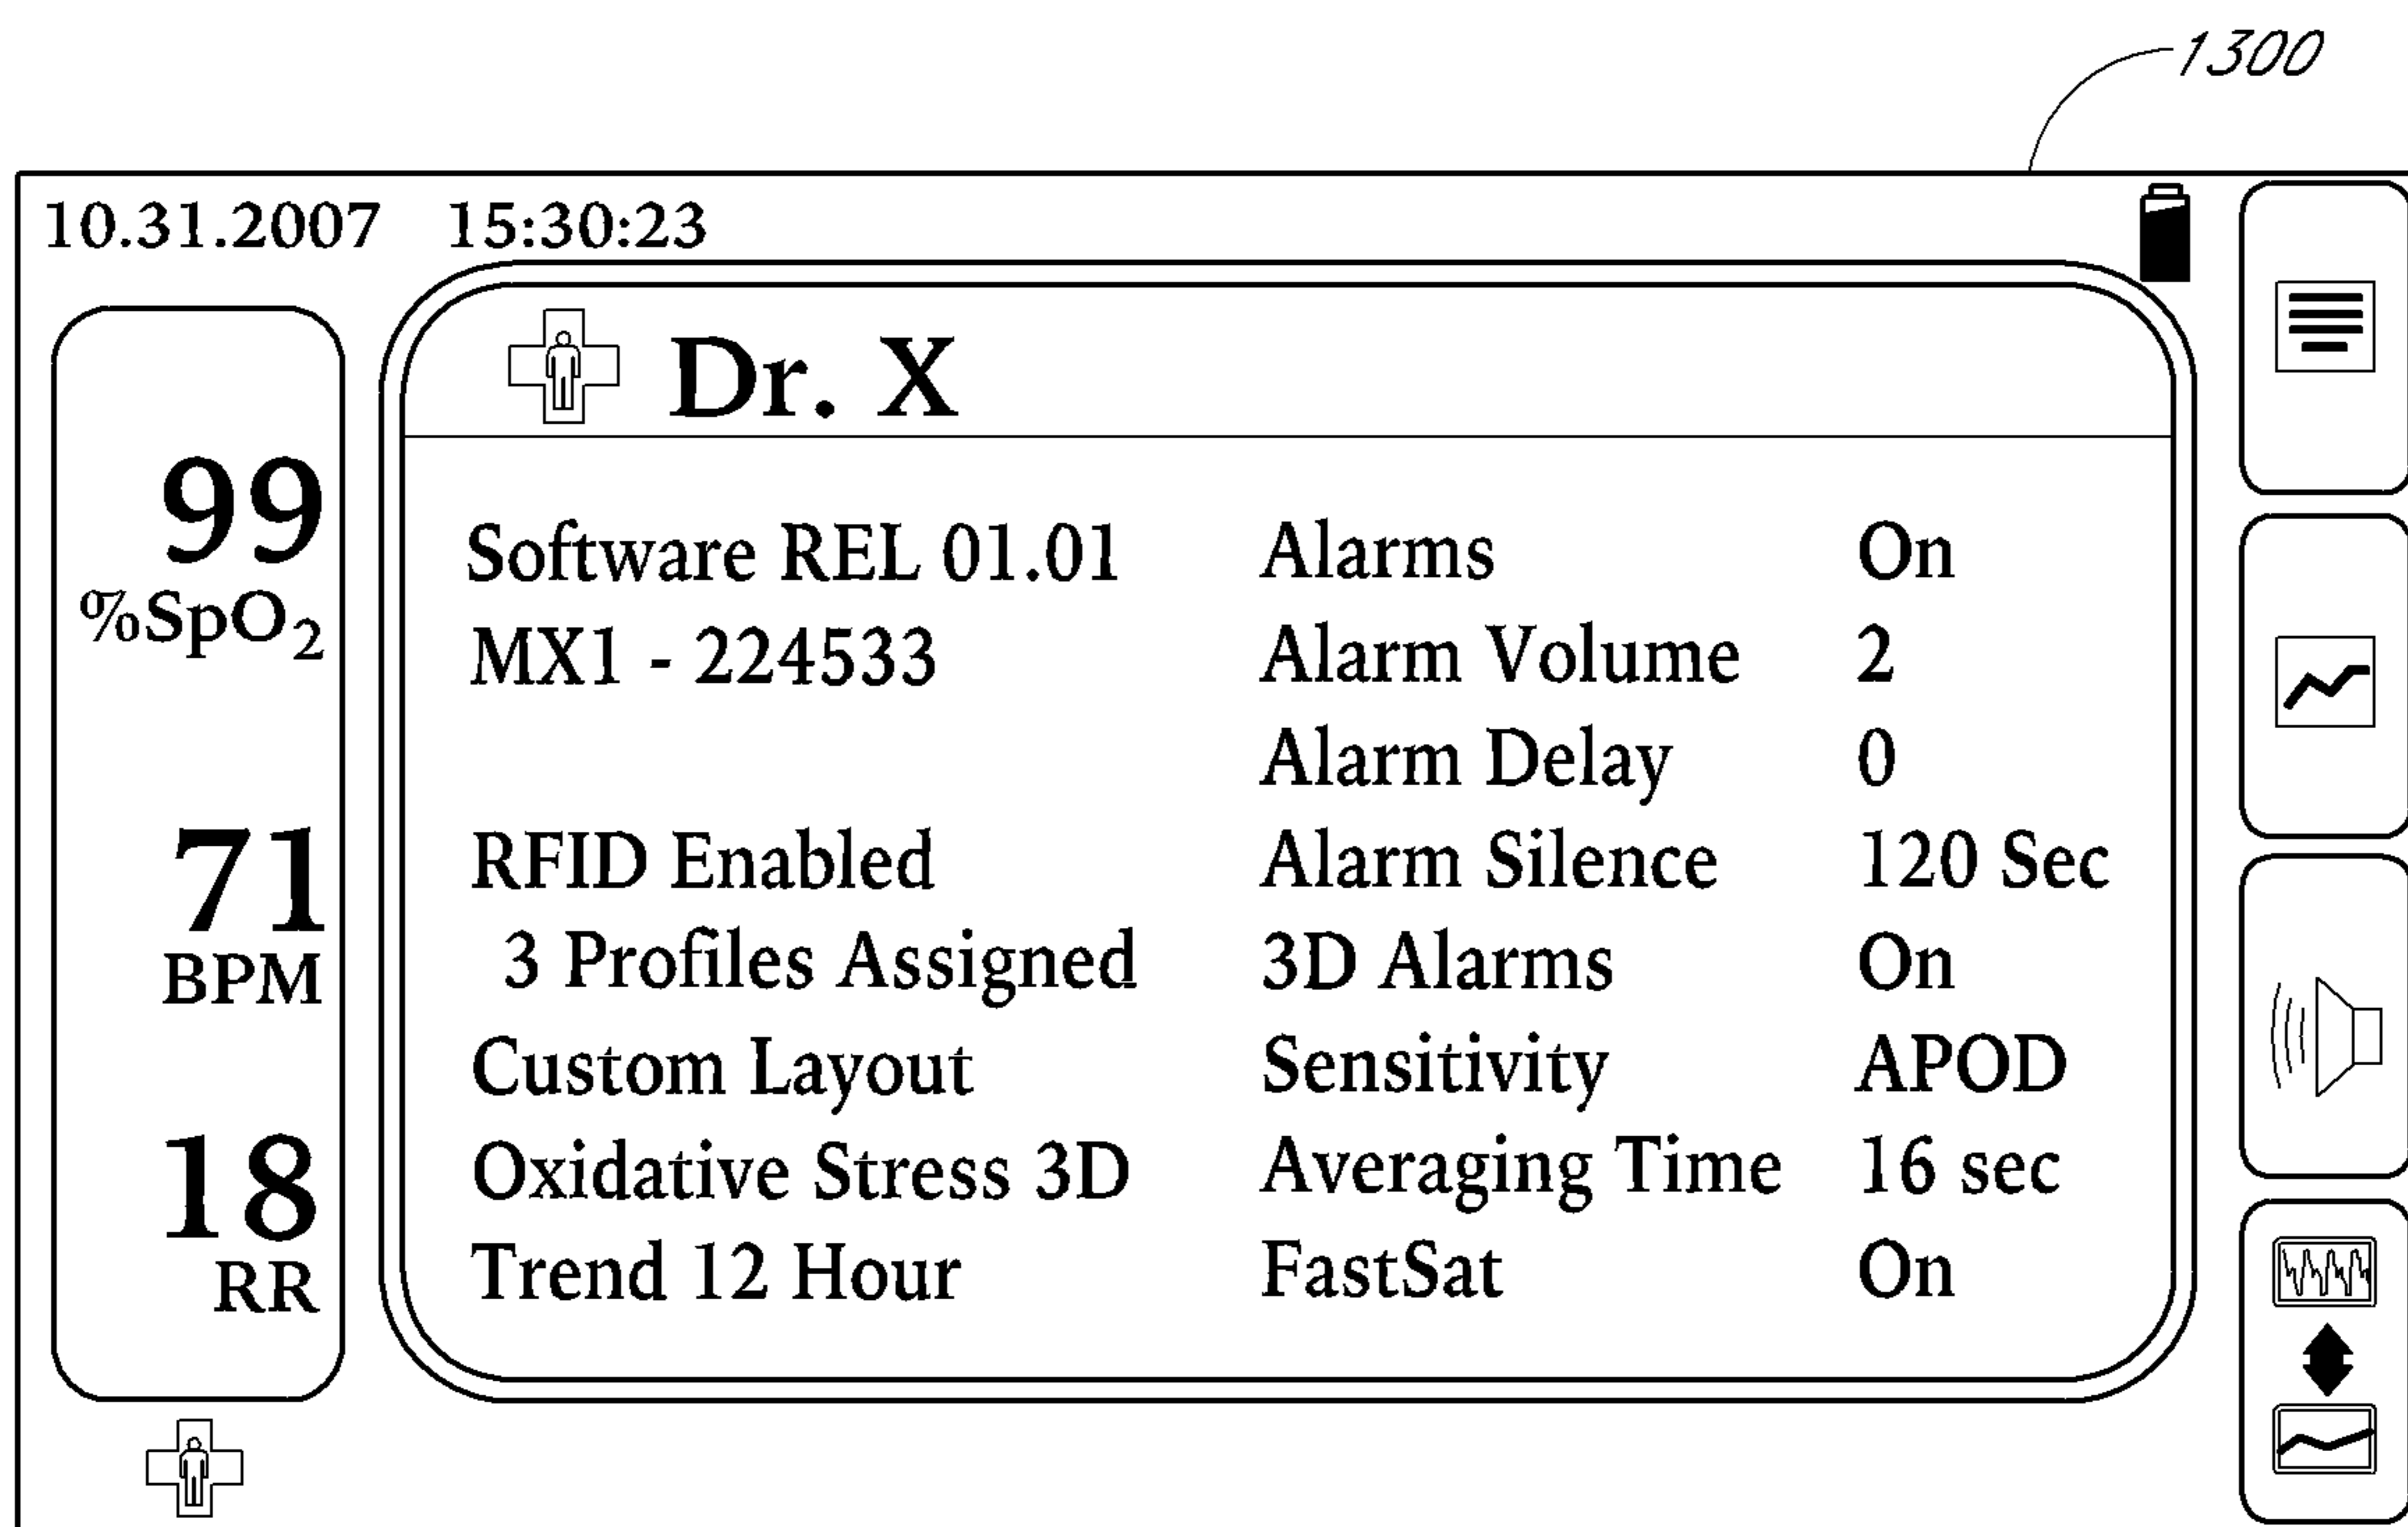 1300
10.31.2007 15:30:23
99
%SpO₂
71
BPM
18
RR
Dr. X
Software REL 01.01
MX1 - 224533
RFID Enabled
3 Profiles Assigned
Custom Layout
Oxidative Stress 3D
Trend 12 Hour
Alarms On
Alarm Volume 2
Alarm Delay 0
Alarm Silence 120 Sec
3D Alarms On
Sensitivity APOD
Averaging Time 16 sec
FastSat On